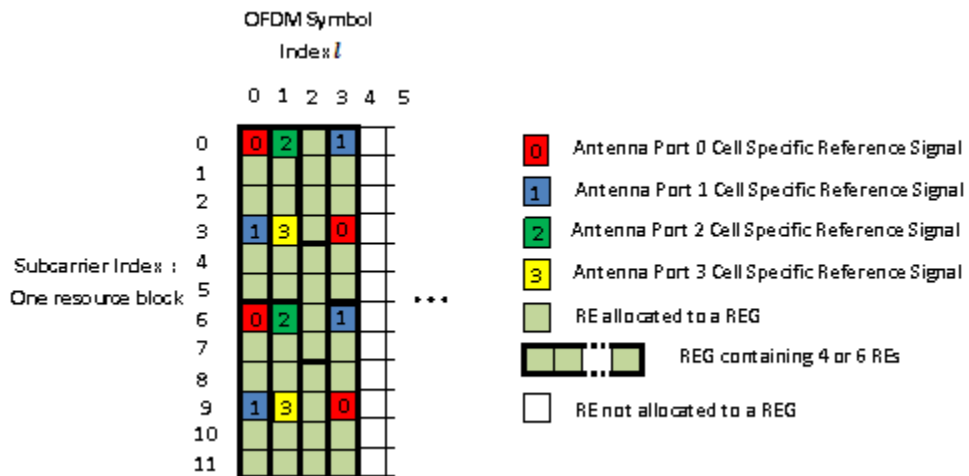 OFDM Symbol
Index l
0 1 2 3 4 5
0 0 2 1
1
2
3 1 3 0
4
Subcarrier Index :
5
One resource block
...
6 0 2 1
7
8
9 1 3 0
10
11
0 Antenna Port 0 Cell Specific Reference Signal
1 Antenna Port 1 Cell Specific Reference Signal
2 Antenna Port 2 Cell Specific Reference Signal
3 Antenna Port 3 Cell Specific Reference Signal
RE allocated to a REG
REG containing 4 or 6 REs
RE not allocated to a REG